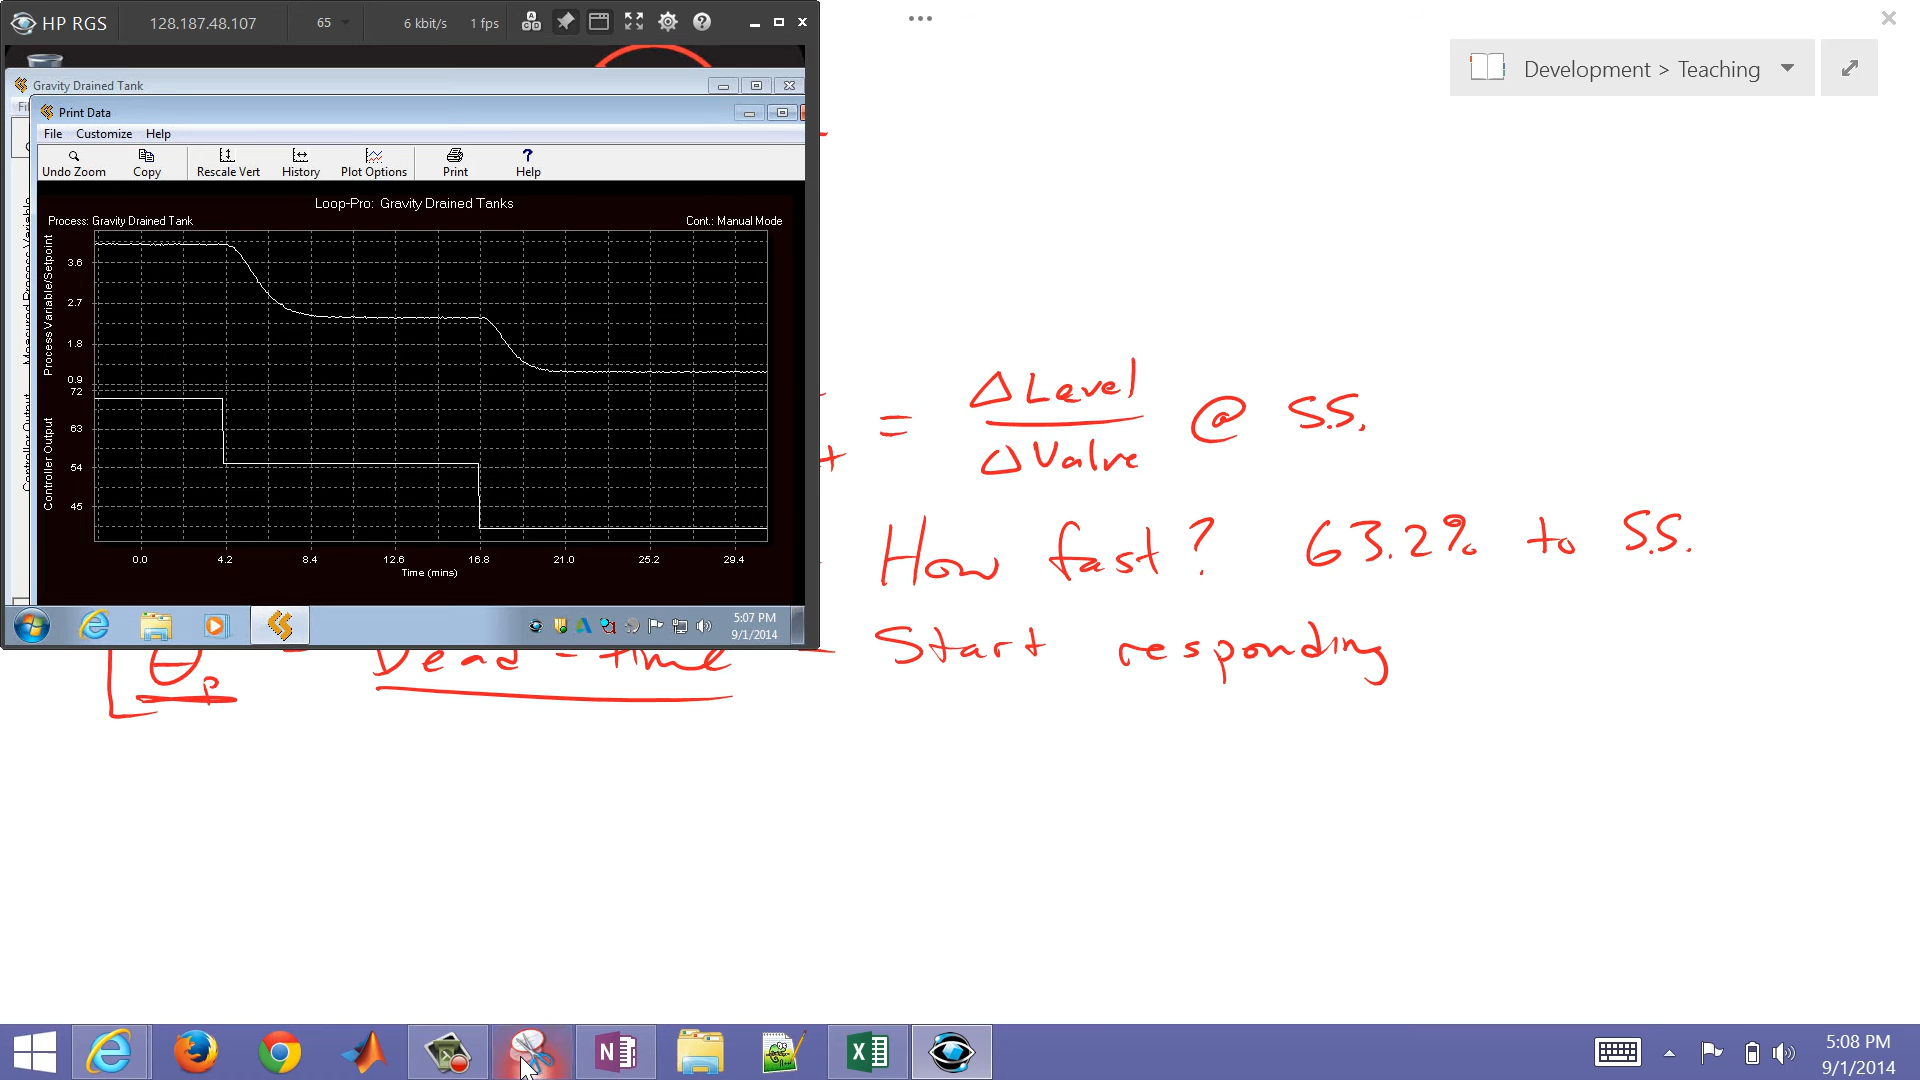 HP RGS 128.187.48.107 65 6 kbit/s 1 fps
...
Development > Teaching
Gravity Drained Tank
Print Data
File Customize Help
Undo Zoom Copy Rescale Vert History Plot Options Print Help
Loop-Pro: Gravity Drained Tanks
Process: Gravity Drained Tank Cont.: Manual Mode
Process Variable/Setpoint
3.6
2.7
1.8
0.9
Controller Output
72
63
54
45
0.0 4.2 8.4 12.6 16.8 21.0 25.2 29.4
Time (mins)
5:07 PM
9/1/2014
= ΔLevel
ΔValve @ S.S.
How fast? 63.2% to S.S.
θp - Dead-time - Start responding
5:08 PM
9/1/2014